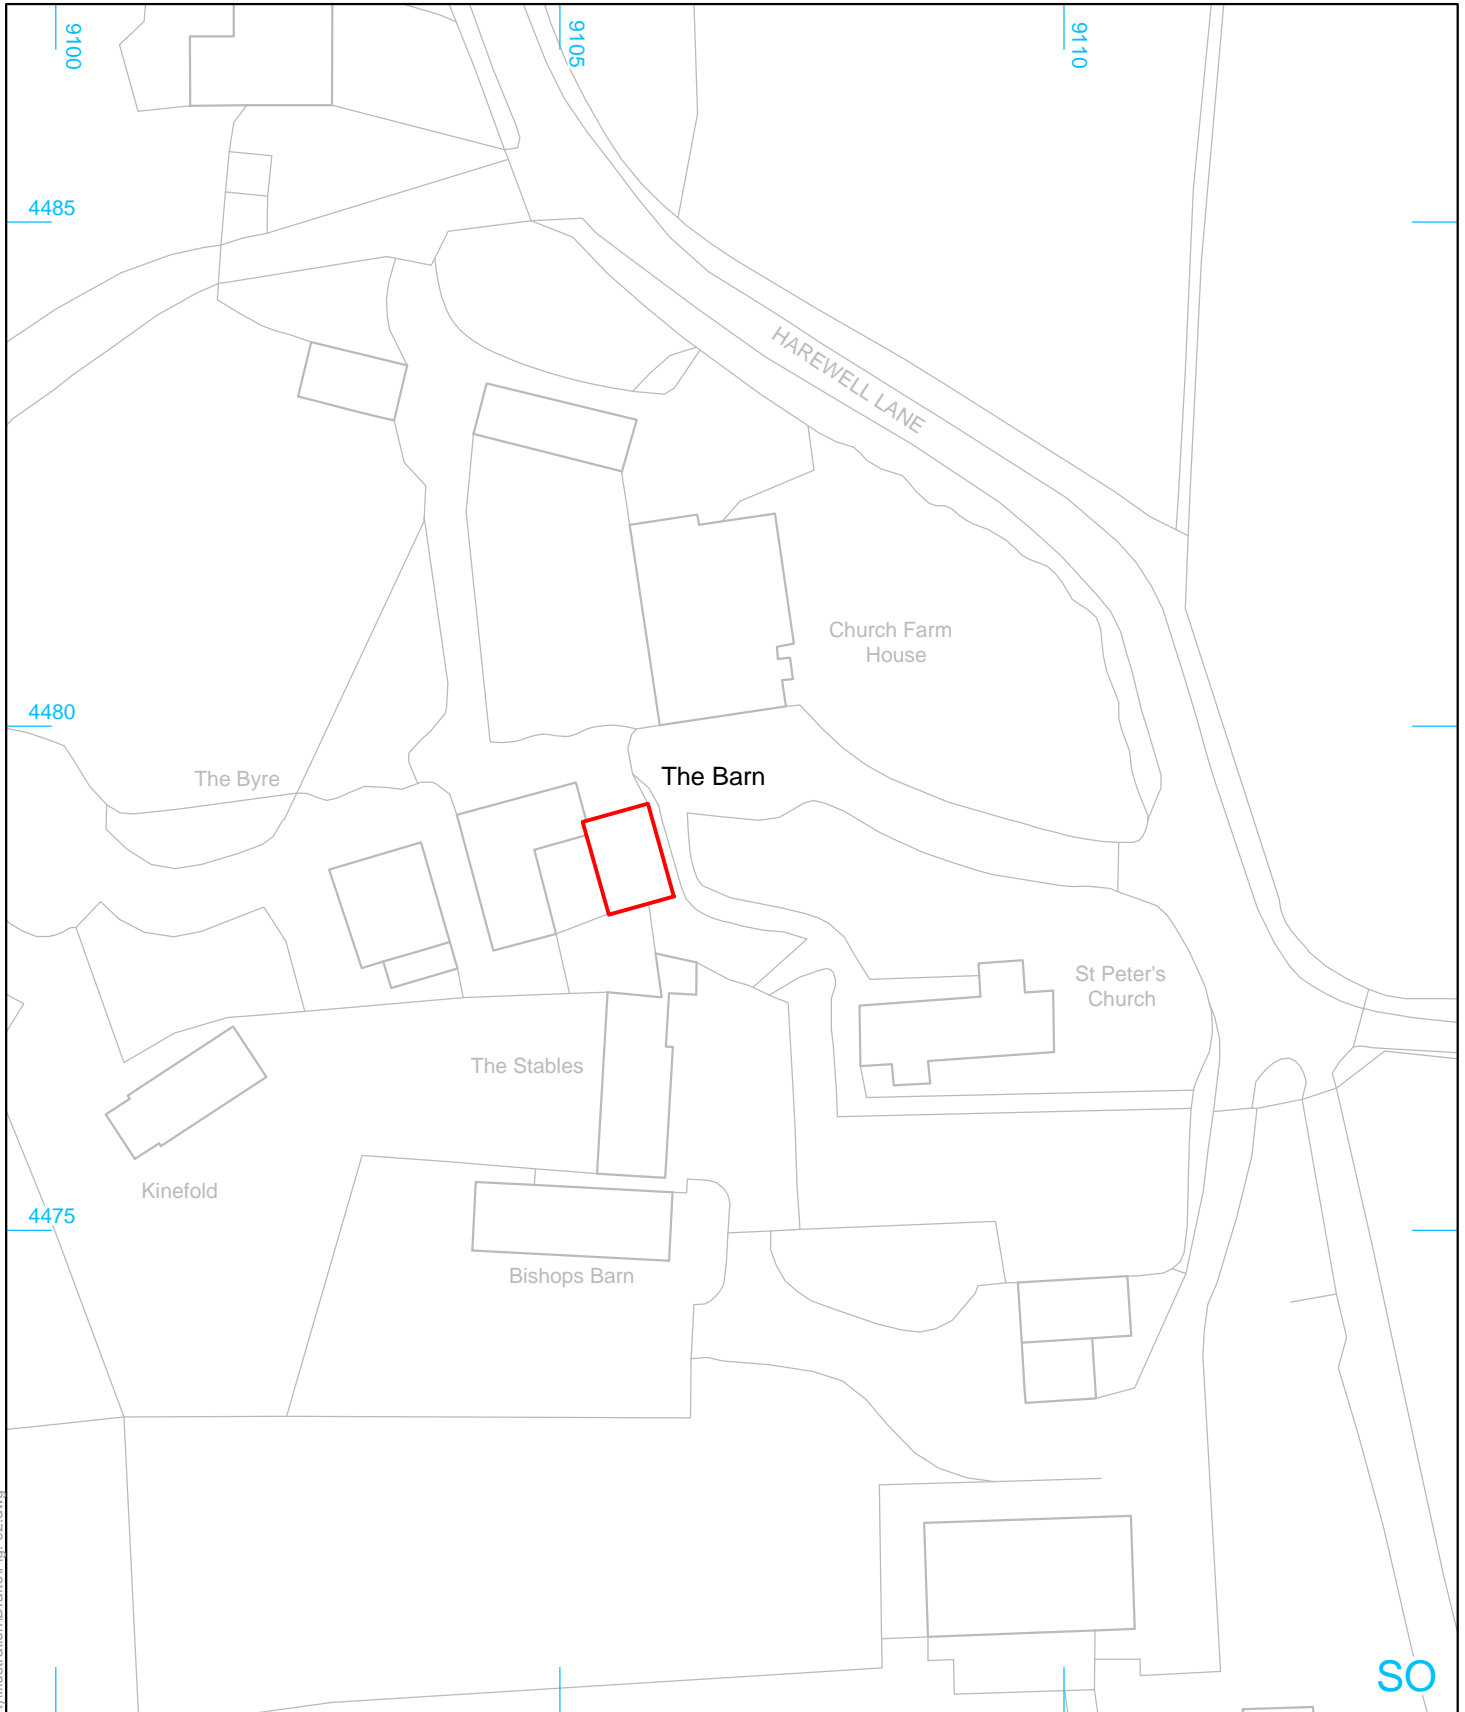 9100
9105
9110
4485
HAREWELL LANE
Church Farm
House
4480
The Byre
The Barn
St Peter's
Church
The Stables
Kinefold
4475
Bishops Barn
SO